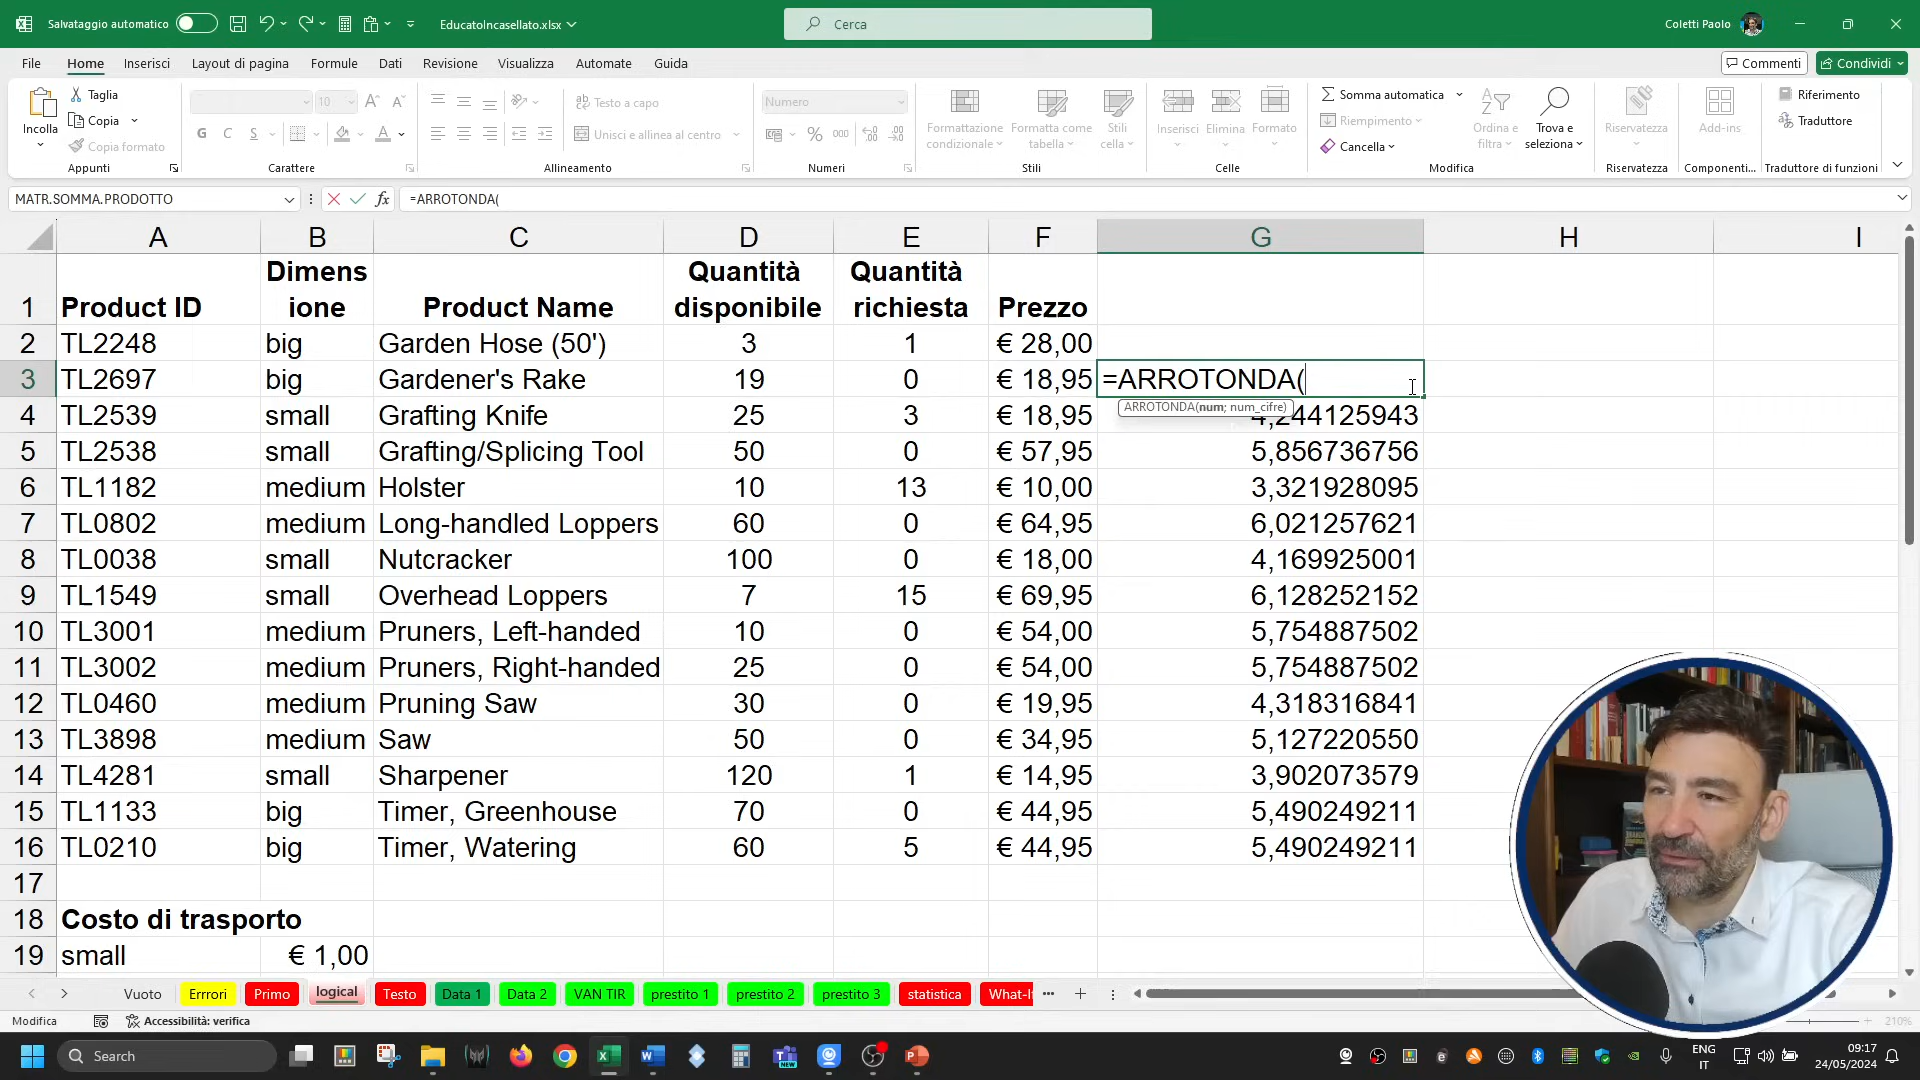 Salvataggio automatico EducatoIncasellato.xlsx Cerca Coletti Paolo
File Home Inserisci Layout di pagina Formule Dati Revisione Visualizza Automate Guida Commenti Condividi
Incolla Taglia Copia Copia formato
10
G C S A
Testo a capo
Unisci e allinea al centro
Numero
% 000
Formattazione condizionale Formatta come tabella Stili cella
Inserisci Elimina Formato
Somma automatica
Riempimento
Cancella
Ordina e filtra Trova e seleziona
Riservatezza
Add-ins
Riferimento
Traduttore
Appunti Carattere Allineamento Numeri Stili Celle Modifica Riservatezza Componenti... Traduttore di funzioni
MATR.SOMMA.PRODOTTO fx =ARROTONDA(
A B C D E F G H I
1 Product ID Dimensione Product Name Quantità disponibile Quantità richiesta Prezzo
2 TL2248 big Garden Hose (50') 3 1 € 28,00
3 TL2697 big Gardener's Rake 19 0 € 18,95 =ARROTONDA(
ARROTONDA(num; num_cifre)
4 TL2539 small Grafting Knife 25 3 € 18,95 4,244125943
5 TL2538 small Grafting/Splicing Tool 50 0 € 57,95 5,856736756
6 TL1182 medium Holster 10 13 € 10,00 3,321928095
7 TL0802 medium Long-handled Loppers 60 0 € 64,95 6,021257621
8 TL0038 small Nutcracker 100 0 € 18,00 4,169925001
9 TL1549 small Overhead Loppers 7 15 € 69,95 6,128252152
10 TL3001 medium Pruners, Left-handed 10 0 € 54,00 5,754887502
11 TL3002 medium Pruners, Right-handed 25 0 € 54,00 5,754887502
12 TL0460 medium Pruning Saw 30 0 € 19,95 4,318316841
13 TL3898 medium Saw 50 0 € 34,95 5,127220550
14 TL4281 small Sharpener 120 1 € 14,95 3,902073579
15 TL1133 big Timer, Greenhouse 70 0 € 44,95 5,490249211
16 TL0210 big Timer, Watering 60 5 € 44,95 5,490249211
17
18 Costo di trasporto
19 small € 1,00
Vuoto Errrori Primo logical Testo Data 1 Data 2 VAN TIR prestito 1 prestito 2 prestito 3 statistica What-I
Modifica Accessibilità: verifica 210%
Search ENG IT 09:17 24/05/2024